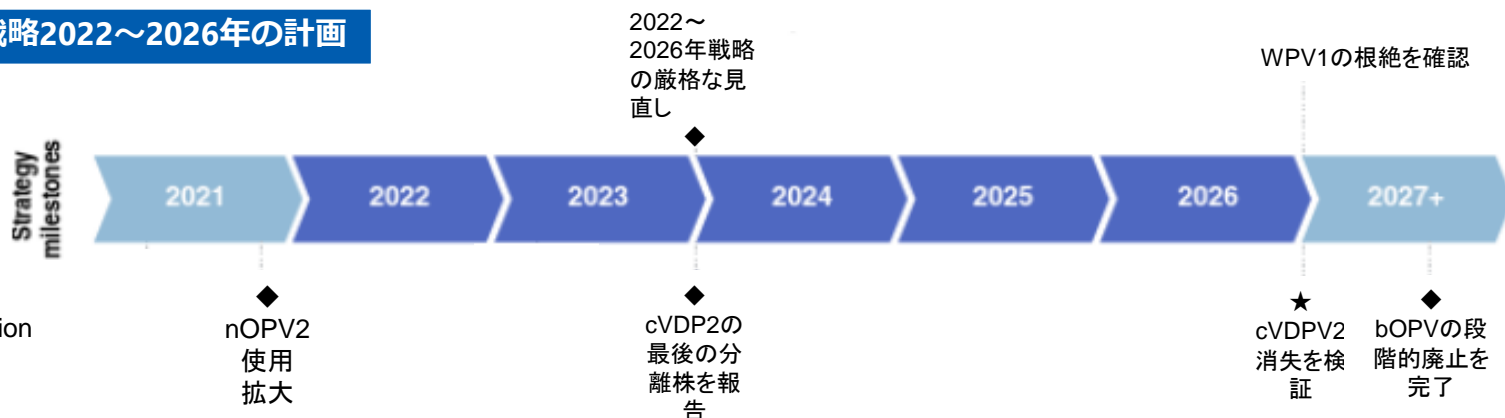 戦略2022～2026年の計画
2022～
2026年戦略
の厳格な見
直し
WPV1の根絶を確認
Strategy
milestones
2021
2022
2023
2024
2025
2026
2027+
tion
nOPV2
使用
拡大
cVDP2の
最後の分
離株を報
告
cVDPV2
消失を検
証
bOPVの段
階的廃止を
完了